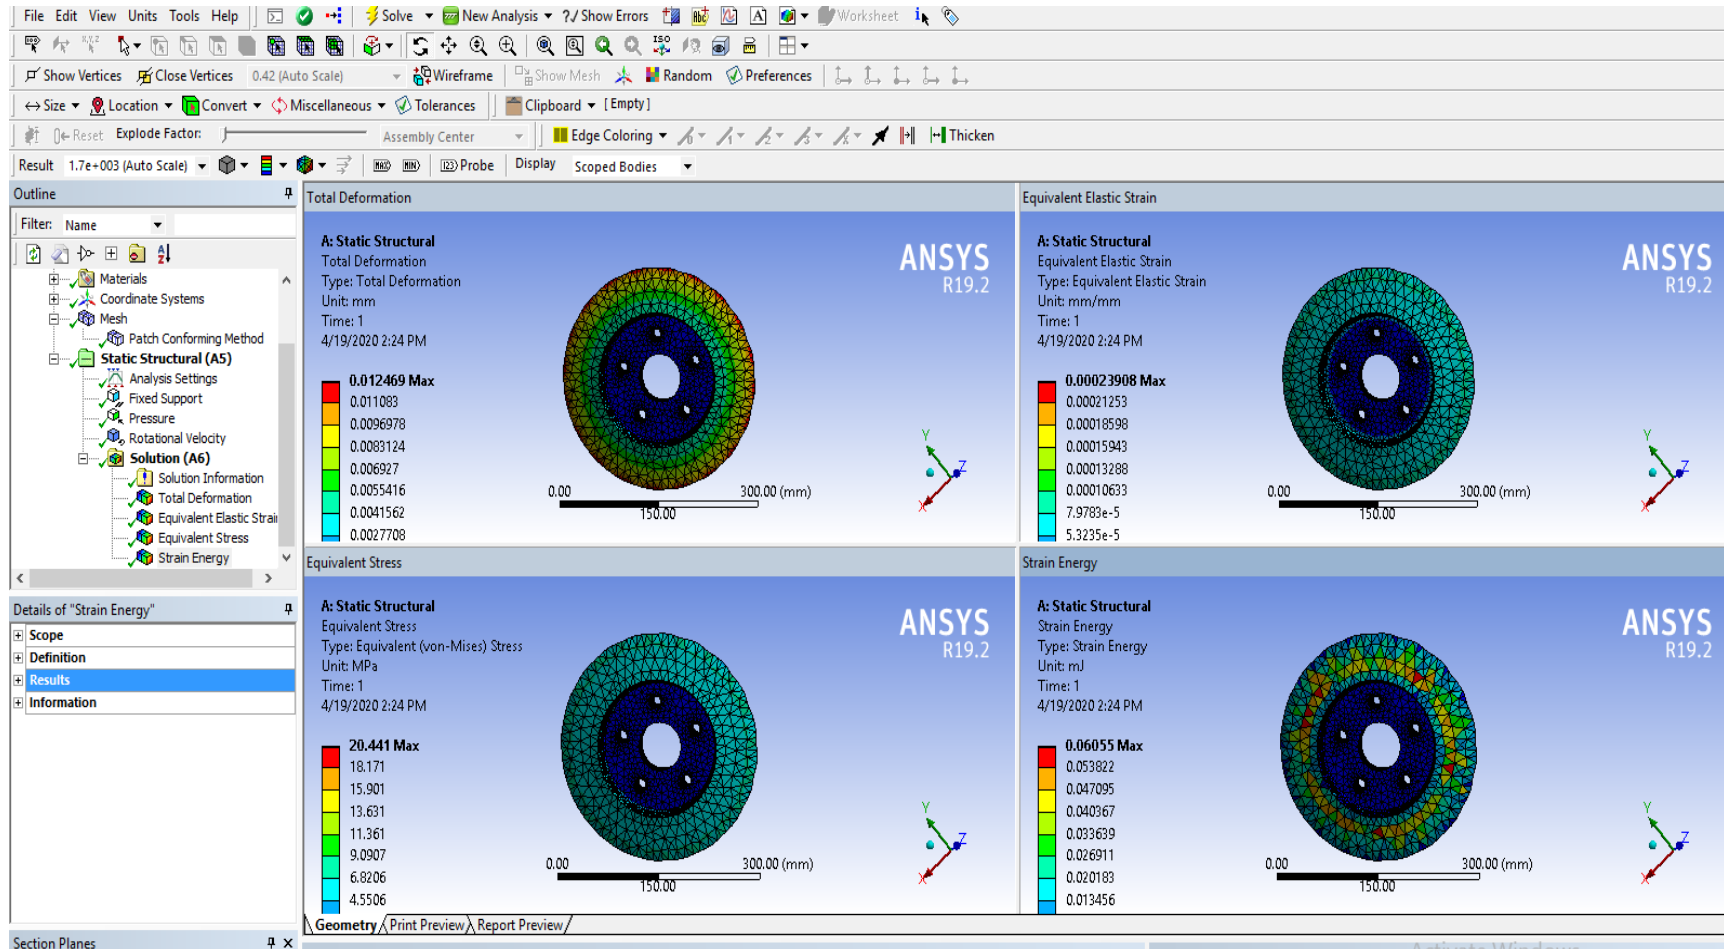 File Edit View Units Tools Help Solve New Analysis ?/ Show Errors Worksheet
Show Vertices Close Vertices 0.42 (Auto Scale) Wireframe Show Mesh Random Preferences
Size Location Convert Miscellaneous Tolerances Clipboard [Empty]
Reset Explode Factor: Assembly Center Edge Coloring Thicken
Result 1.7e+003 (Auto Scale) MAX MIN Probe Display Scoped Bodies
Outline
Filter: Name
Materials
Coordinate Systems
Mesh
Patch Conforming Method
Static Structural (A5)
Analysis Settings
Fixed Support
Pressure
Rotational Velocity
Solution (A6)
Solution Information
Total Deformation
Equivalent Elastic Strai
Equivalent Stress
Strain Energy
Details of "Strain Energy"
Scope
Definition
Results
Information
Section Planes
Total Deformation
A: Static Structural
Total Deformation
Type: Total Deformation
Unit: mm
Time: 1
4/19/2020 2:24 PM
0.012469 Max
0.011083
0.0096978
0.0083124
0.006927
0.0055416
0.0041562
0.0027708
ANSYS
R19.2
0.00 300.00 (mm)
150.00
Y
Z
X
Equivalent Elastic Strain
A: Static Structural
Equivalent Elastic Strain
Type: Equivalent Elastic Strain
Unit: mm/mm
Time: 1
4/19/2020 2:24 PM
0.00023908 Max
0.00021253
0.00018598
0.00015943
0.00013288
0.00010633
7.9783e-5
5.3235e-5
ANSYS
R19.2
0.00 300.00 (mm)
150.00
Y
Z
X
Equivalent Stress
A: Static Structural
Equivalent Stress
Type: Equivalent (von-Mises) Stress
Unit: MPa
Time: 1
4/19/2020 2:24 PM
20.441 Max
18.171
15.901
13.631
11.361
9.0907
6.8206
4.5506
ANSYS
R19.2
0.00 300.00 (mm)
150.00
Y
Z
X
Strain Energy
A: Static Structural
Strain Energy
Type: Strain Energy
Unit: mJ
Time: 1
4/19/2020 2:24 PM
0.06055 Max
0.053822
0.047095
0.040367
0.033639
0.026911
0.020183
0.013456
ANSYS
R19.2
0.00 300.00 (mm)
150.00
Y
Z
X
Geometry Print Preview Report Preview